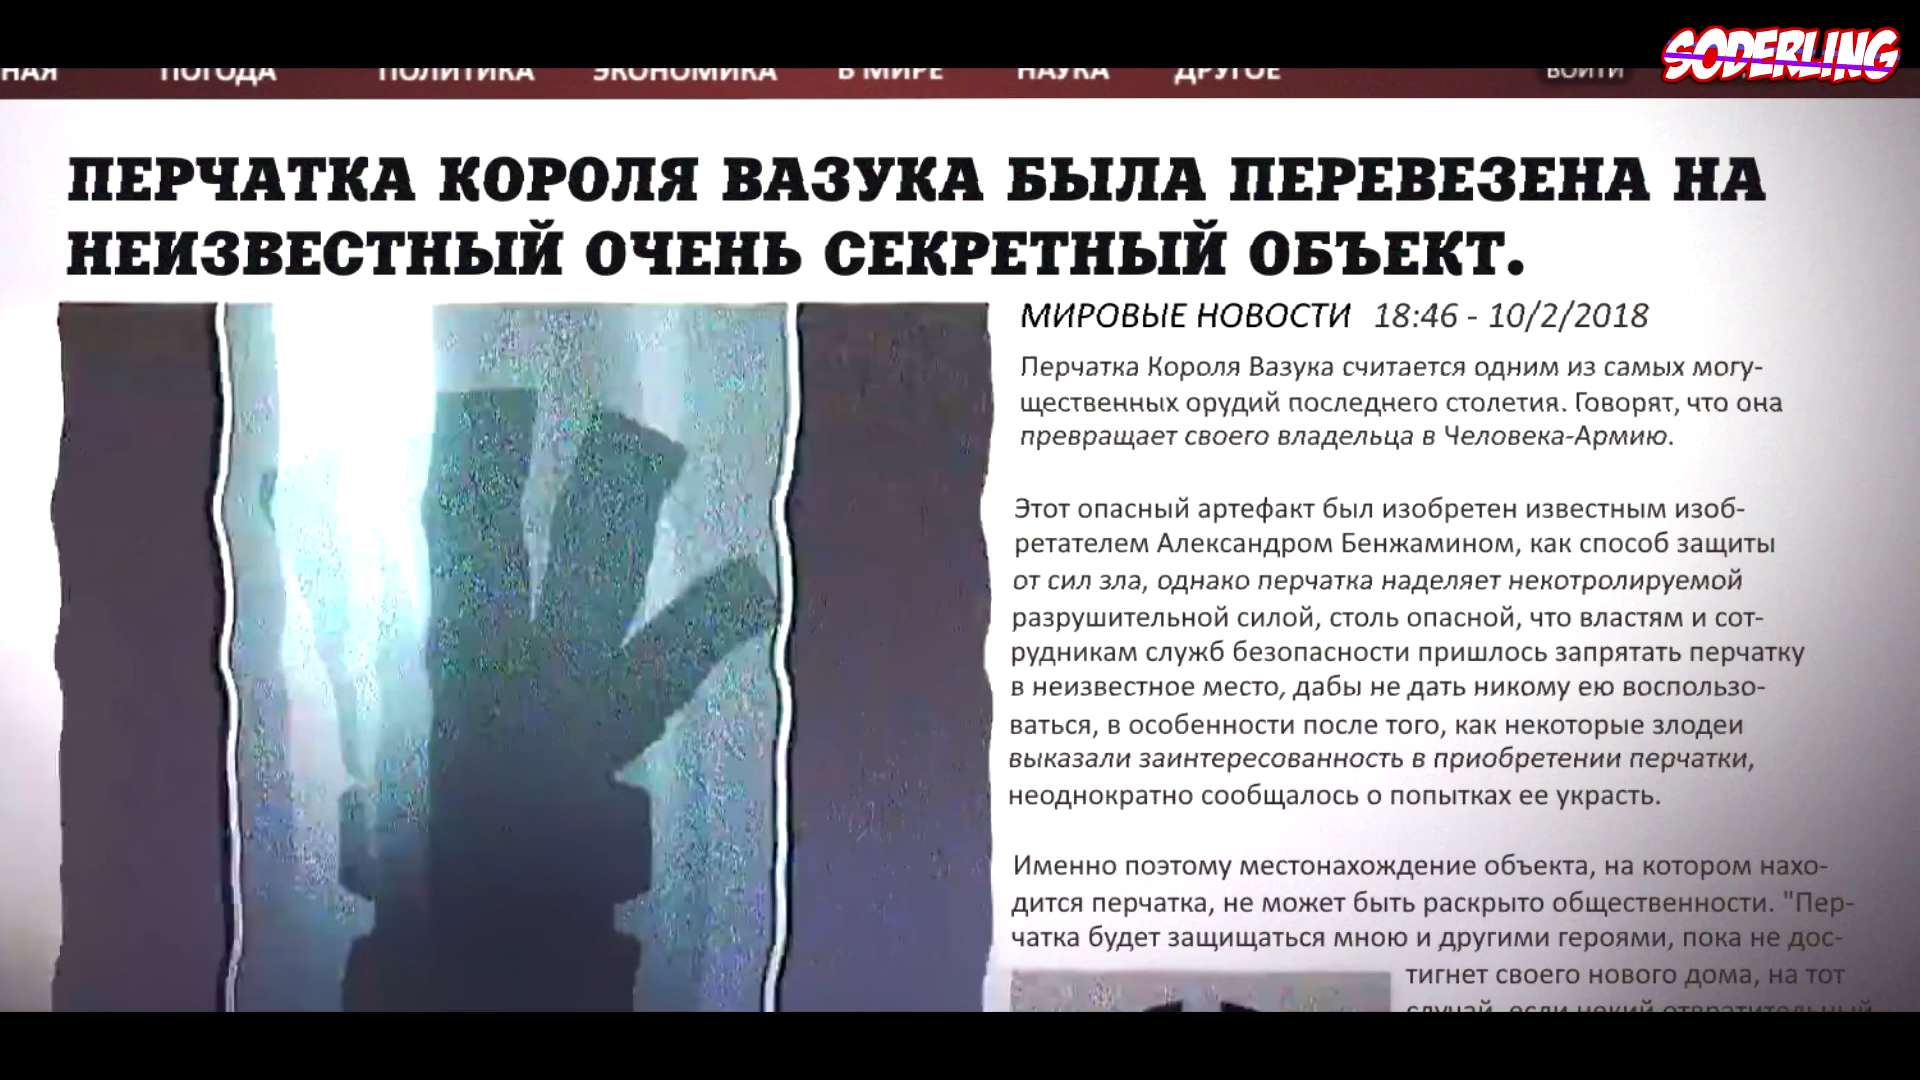 SODERLING
НАЯ ПОГОДА ПОЛИТИКА ЭКОНОМИКА В МИРЕ НАУКА ДРУГОЕ ВОЙТИ
ПЕРЧАТКА КОРОЛЯ ВАЗУКА БЫЛА ПЕРЕВЕЗЕНА НА
НЕИЗВЕСТНЫЙ ОЧЕНЬ СЕКРЕТНЫЙ ОБЪЕКТ.
МИРОВЫЕ НОВОСТИ 18:46 - 10/2/2018
Перчатка Короля Вазука считается одним из самых могу-
щественных орудий последнего столетия. Говорят, что она
превращает своего владельца в Человека-Армию.
Этот опасный артефакт был изобретен известным изоб-
ретателем Александром Бенжамином, как способ защиты
от сил зла, однако перчатка наделяет некотролируемой
разрушительной силой, столь опасной, что властям и сот-
рудникам служб безопасности пришлось запрятать перчатку
в неизвестное место, дабы не дать никому ею воспользо-
ваться, в особенности после того, как некоторые злодеи
выказали заинтересованность в приобретении перчатки,
неоднократно сообщалось о попытках ее украсть.
Именно поэтому местонахождение объекта, на котором нахо-
дится перчатка, не может быть раскрыто общественности. "Пер-
чатка будет защищаться мною и другими героями, пока не дос-
тигнет своего нового дома, на тот
случай, если некий отвратительный